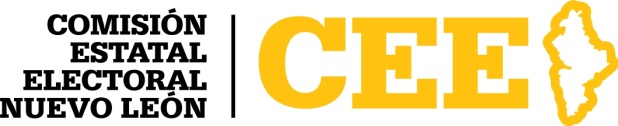 COMISIÓN
ESTATAL
ELECTORAL
NUEVO LEÓN
CEE